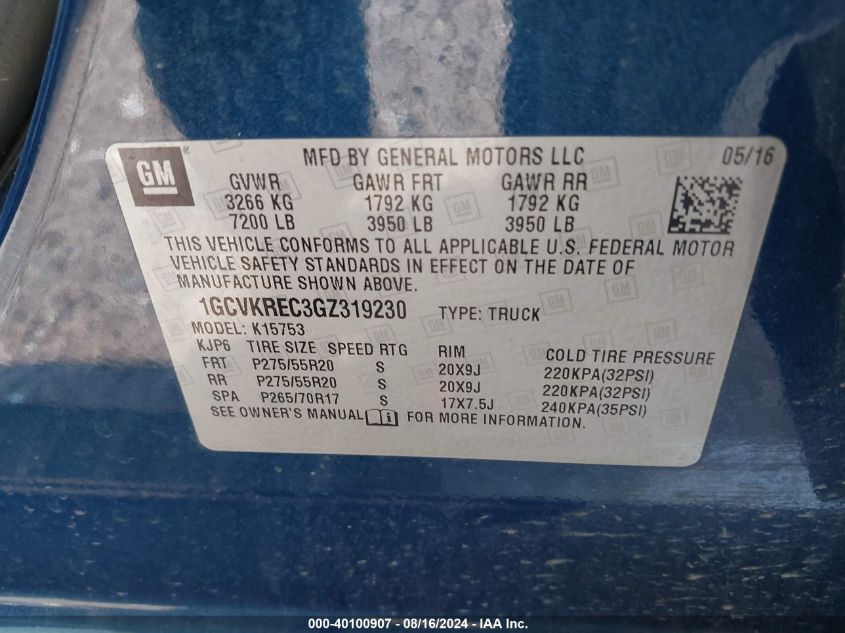 GM
MFD BY GENERAL MOTORS LLC 05/16
GVWR GAWR FRT GAWR RR
3266 KG 1792 KG 1792 KG
7200 LB 3950 LB 3950 LB
THIS VEHICLE CONFORMS TO ALL APPLICABLE U.S. FEDERAL MOTOR
VEHICLE SAFETY STANDARDS IN EFFECT ON THE DATE OF
MANUFACTURE SHOWN ABOVE.
1GCVKREC3GZ319230 TYPE: TRUCK
MODEL: K15753
KJP6 TIRE SIZE SPEED RTG RIM COLD TIRE PRESSURE
FRT P275/55R20 S 20X9J 220KPA(32PSI)
RR P275/55R20 S 20X9J 220KPA(32PSI)
SPA P265/70R17 S 17X7.5J 240KPA(35PSI)
SEE OWNER'S MANUAL FOR MORE INFORMATION.
000-40100907 - 08/16/2024 - IAA Inc.